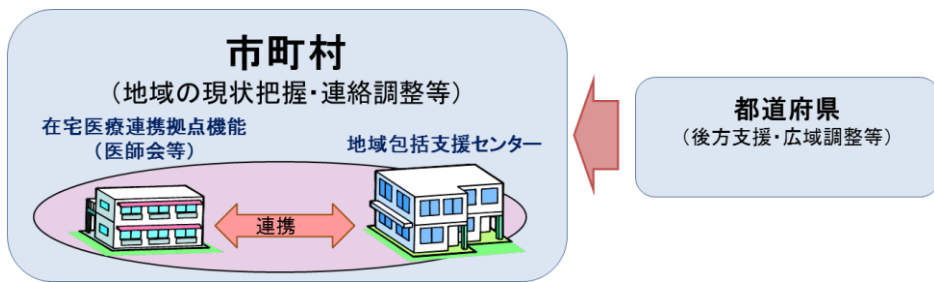 市町村
（地域の現状把握・連絡調整等）
在宅医療連携拠点機能
（医師会等）
地域包括支援センター
連携
都道府県
（後方支援・広域調整等）